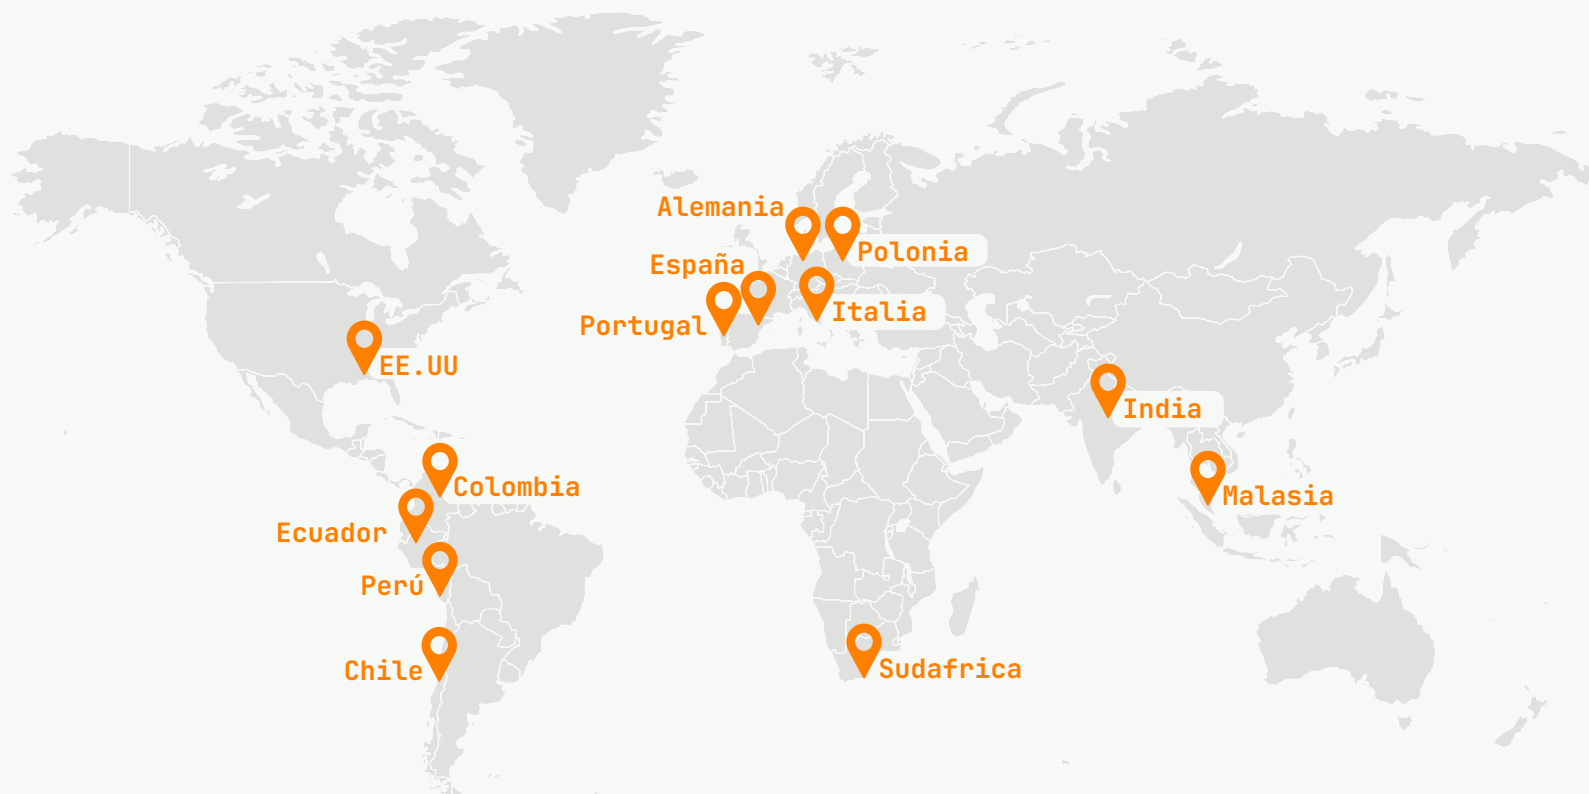 Alemania
Polonia
España
Italia
Portugal
EE.UU
India
Colombia
Malasia
Ecuador
Perú
Chile
Sudafrica